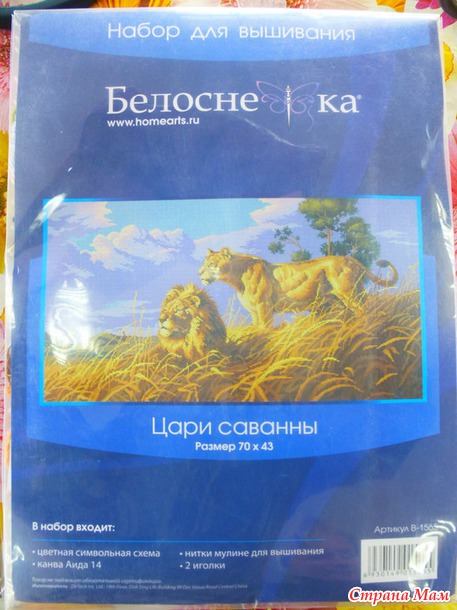 Набор для вышивания
Белоснежка®
www.homearts.ru
Цари саванны
Размер 70 x 43
В набор входит:
Артикул
• цветная символьная схема
• нитки мулине для вышивания
• канва Аида 14
• 2 иголки
Страна Мам